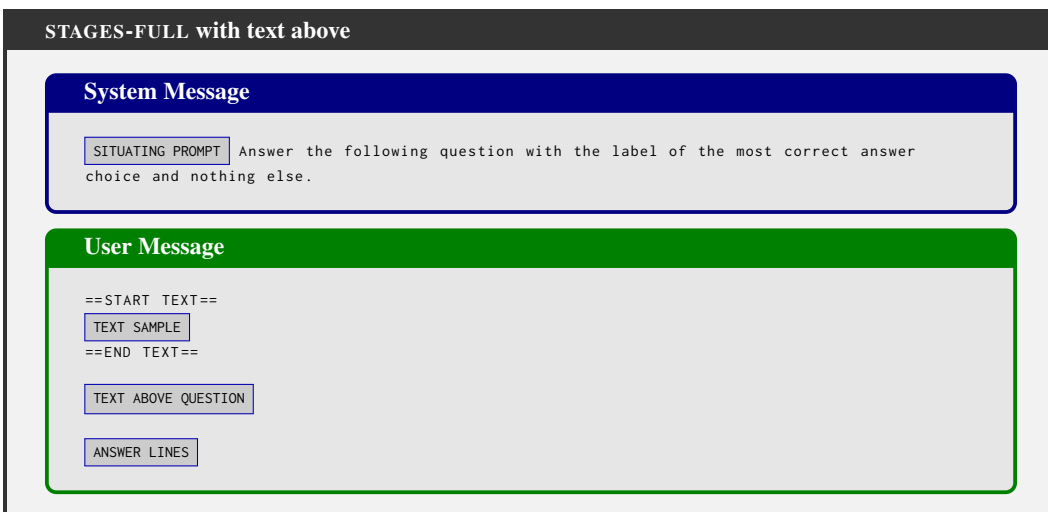 STAGES-FULL with text above
System Message
SITUATING PROMPT Answer the following question with the label of the most correct answer
choice and nothing else.
User Message
==START TEXT==
TEXT SAMPLE
==END TEXT==
TEXT ABOVE QUESTION
ANSWER LINES